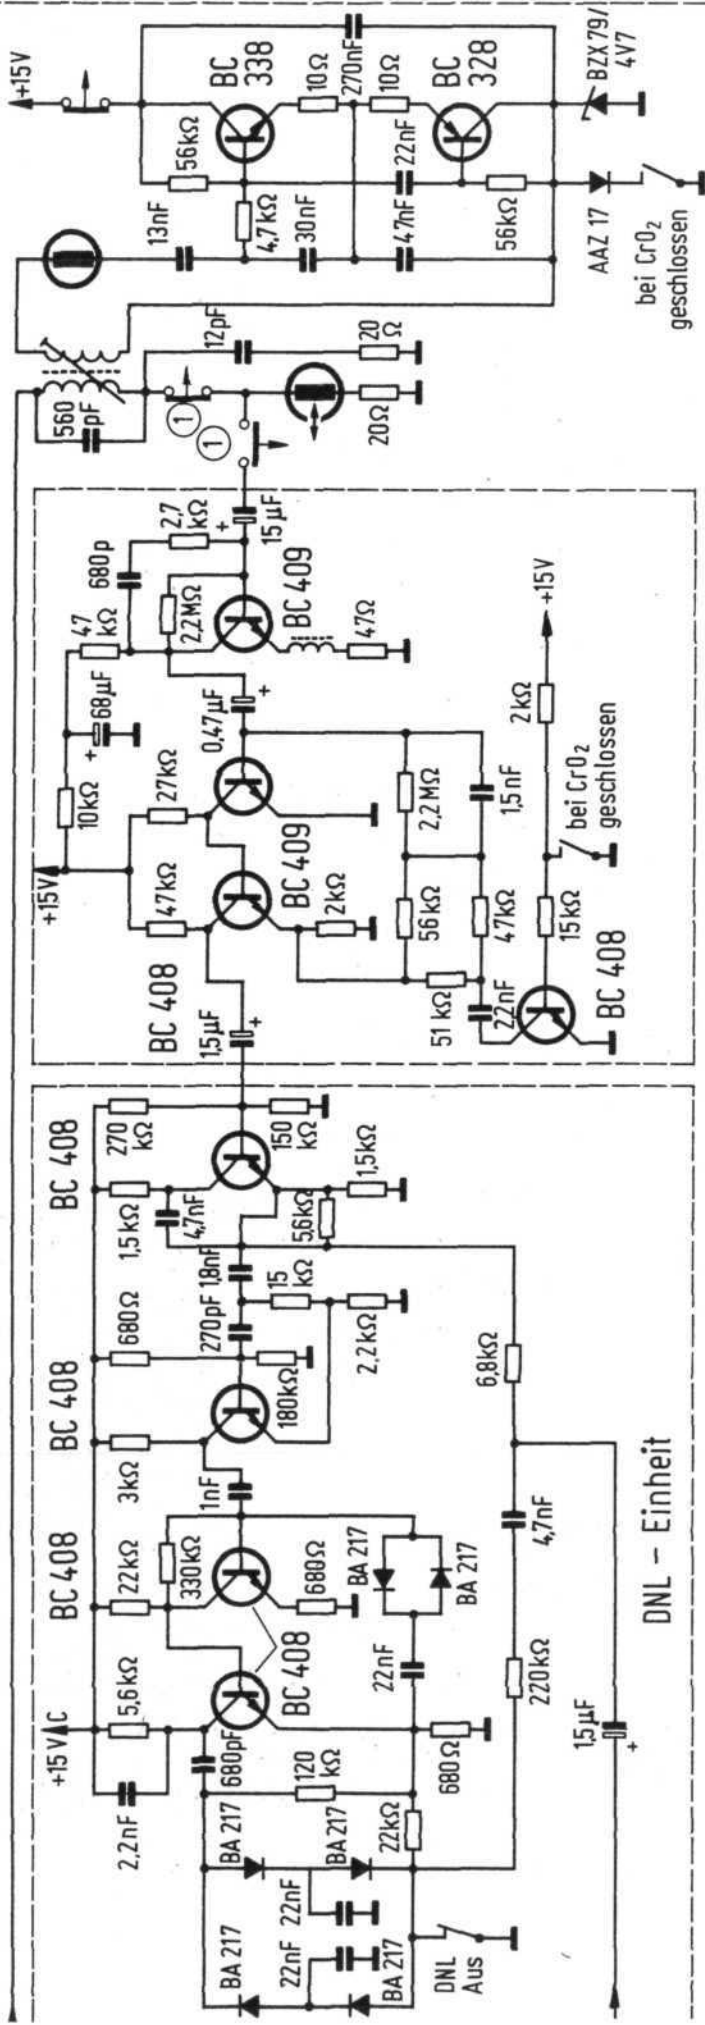 +15V
BC
338
10Ω
270nF
10Ω
BC
328
BZX 79/
4V7
56kΩ
13nF
4,7kΩ
30nF
22nF
47nF
56kΩ
AAZ 17
bei CrO₂
geschlossen
12pF
20
Ω
560
pF
1
1
20Ω
680p
2,7
kΩ
+
15µF
47
kΩ
2,2MΩ
BC 409
47Ω
68µF
+
10kΩ
27kΩ
0,47µF
+
+15V
47kΩ
BC 409
2,2MΩ
1,5nF
2kΩ
+15V
2kΩ
56kΩ
47kΩ
15kΩ
bei CrO₂
geschlossen
BC 408
1,5µF
+
51 kΩ
22nF
BC 408
BC 408
270
kΩ
150
kΩ
1,5kΩ
4,7nF
5,6kΩ
1,5kΩ
680Ω
270pF
1,8nF
15
kΩ
2,2kΩ
BC 408
3kΩ
180kΩ
6,8kΩ
1nF
BC 408
22kΩ
330kΩ
680Ω
BA 217
BA 217
4,7nF
+15V C
5,6kΩ
BC 408
22nF
680Ω
220kΩ
DNL – Einheit
2,2nF
680pF
120
kΩ
22kΩ
1,5µF
+
BA 217
BA 217
22nF
22nF
BA 217
BA 217
DNL
Aus